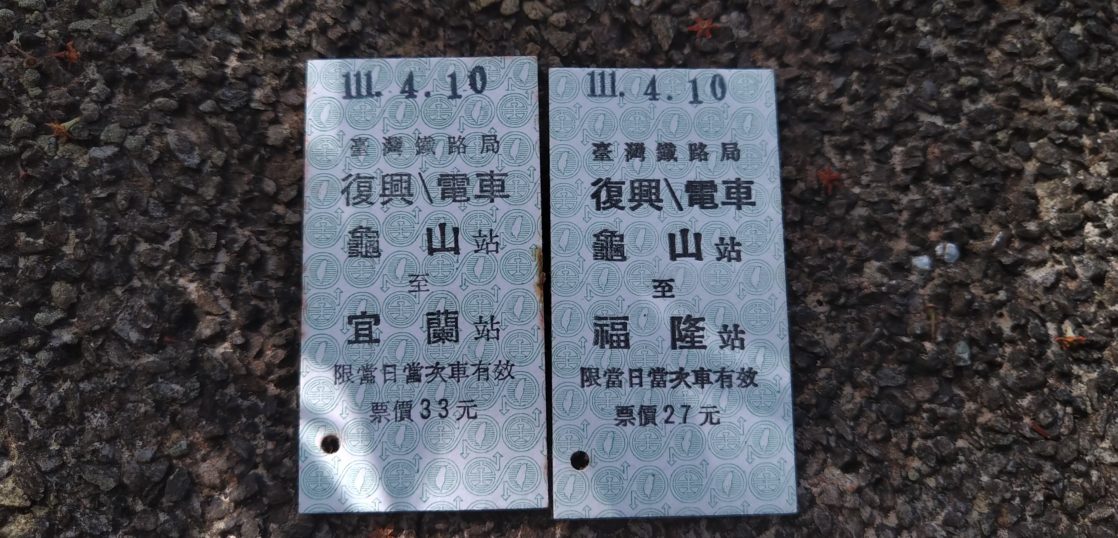 111. 4. 10
臺灣鐵路局
復興\電車
龜山站
至
宜蘭站
限當日當次車有效
票價33元
111. 4. 10
臺灣鐵路局
復興\電車
龜山站
至
福隆站
限當日當次車有效
票價27元